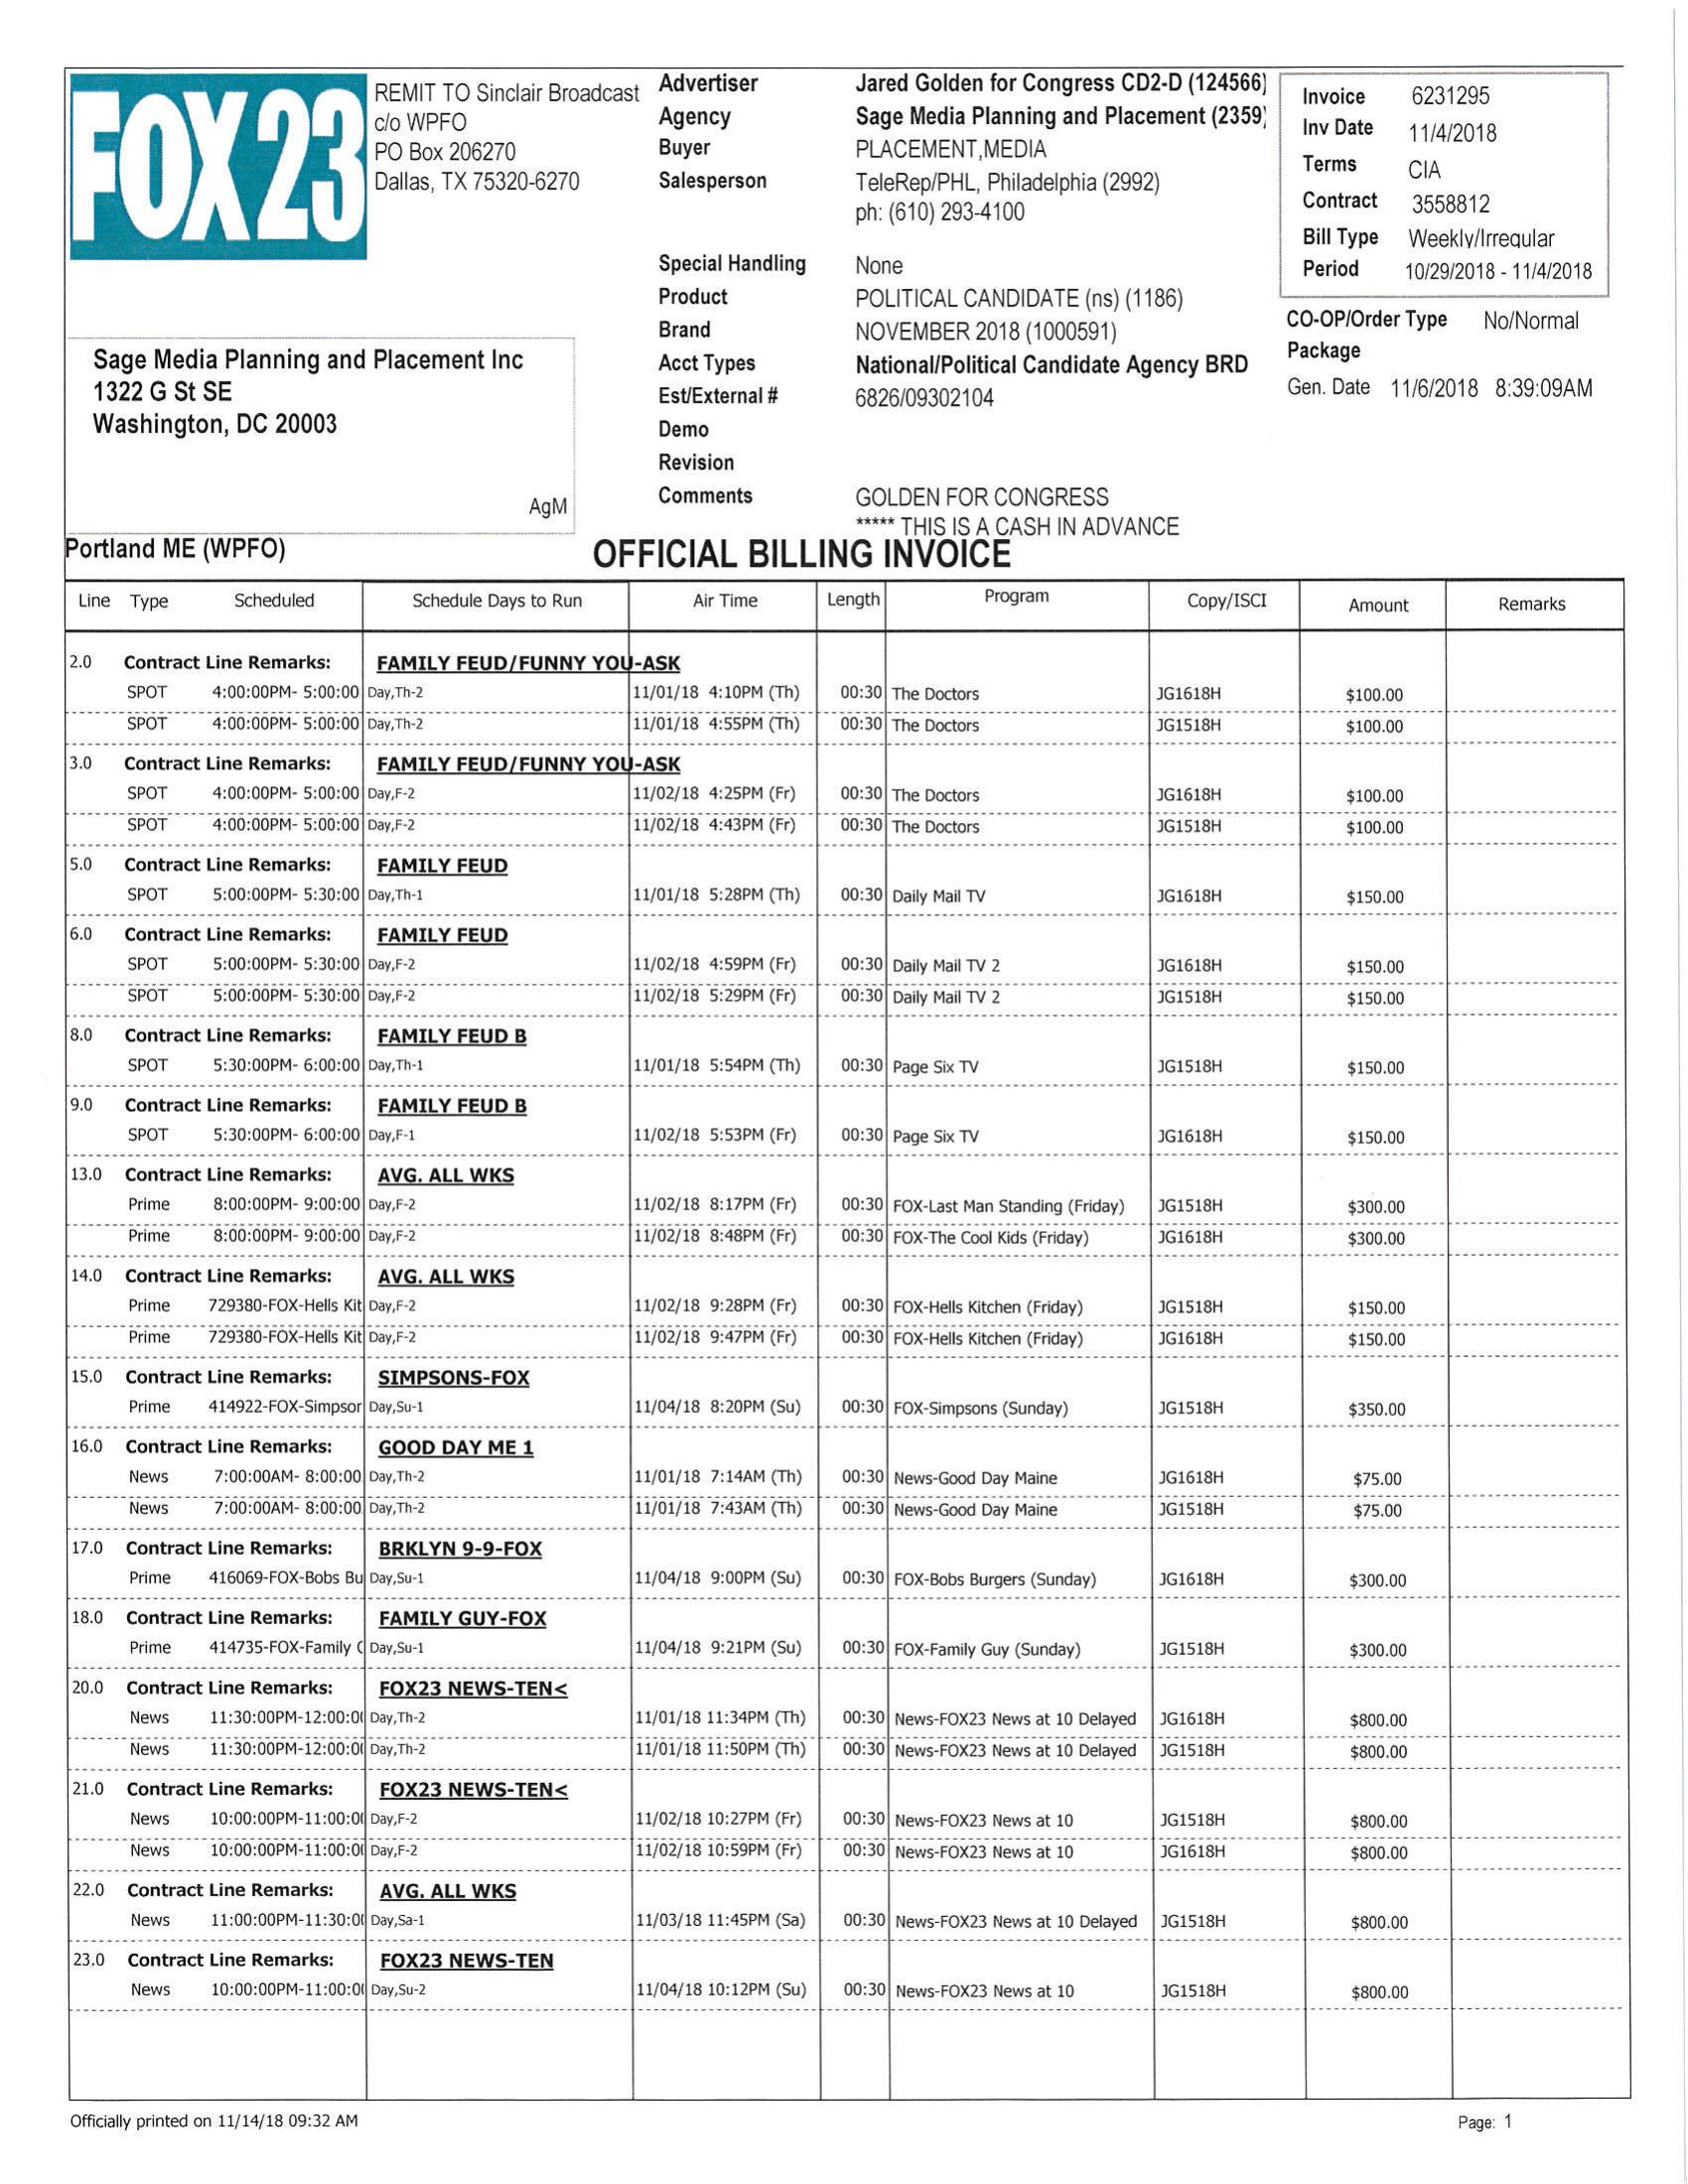 FOX23
REMIT TO Sinclair Broadcast
c/o WPFO
PO Box 206270
Dallas, TX 75320-6270
Sage Media Planning and Placement Inc
1322 G St SE
Washington, DC 20003
AgM
Portland ME (WPFO)
Advertiser Jared Golden for Congress CD2-D (124566)
Agency Sage Media Planning and Placement (2359)
Buyer PLACEMENT,MEDIA
Salesperson TeleRep/PHL, Philadelphia (2992)
ph: (610) 293-4100
Special Handling None
Product POLITICAL CANDIDATE (ns) (1186)
Brand NOVEMBER 2018 (1000591)
Acct Types National/Political Candidate Agency BRD
Est/External # 6826/09302104
Demo
Revision
Comments GOLDEN FOR CONGRESS
***** THIS IS A CASH IN ADVANCE
Invoice 6231295
Inv Date 11/4/2018
Terms CIA
Contract 3558812
Bill Type Weekly/Irregular
Period 10/29/2018 - 11/4/2018
CO-OP/Order Type No/Normal
Package
Gen. Date 11/6/2018 8:39:09AM
OFFICIAL BILLING INVOICE
Line Type Scheduled Schedule Days to Run Air Time Length Program Copy/ISCI Amount Remarks
2.0 Contract Line Remarks: FAMILY FEUD/FUNNY YOU-ASK
SPOT 4:00:00PM- 5:00:00 Day,Th-2 11/01/18 4:10PM (Th) 00:30 The Doctors JG1618H $100.00
SPOT 4:00:00PM- 5:00:00 Day,Th-2 11/01/18 4:55PM (Th) 00:30 The Doctors JG1518H $100.00
3.0 Contract Line Remarks: FAMILY FEUD/FUNNY YOU-ASK
SPOT 4:00:00PM- 5:00:00 Day,F-2 11/02/18 4:25PM (Fr) 00:30 The Doctors JG1618H $100.00
SPOT 4:00:00PM- 5:00:00 Day,F-2 11/02/18 4:43PM (Fr) 00:30 The Doctors JG1518H $100.00
5.0 Contract Line Remarks: FAMILY FEUD
SPOT 5:00:00PM- 5:30:00 Day,Th-1 11/01/18 5:28PM (Th) 00:30 Daily Mail TV JG1618H $150.00
6.0 Contract Line Remarks: FAMILY FEUD
SPOT 5:00:00PM- 5:30:00 Day,F-2 11/02/18 4:59PM (Fr) 00:30 Daily Mail TV 2 JG1618H $150.00
SPOT 5:00:00PM- 5:30:00 Day,F-2 11/02/18 5:29PM (Fr) 00:30 Daily Mail TV 2 JG1518H $150.00
8.0 Contract Line Remarks: FAMILY FEUD B
SPOT 5:30:00PM- 6:00:00 Day,Th-1 11/01/18 5:54PM (Th) 00:30 Page Six TV JG1518H $150.00
9.0 Contract Line Remarks: FAMILY FEUD B
SPOT 5:30:00PM- 6:00:00 Day,F-1 11/02/18 5:53PM (Fr) 00:30 Page Six TV JG1618H $150.00
13.0 Contract Line Remarks: AVG. ALL WKS
Prime 8:00:00PM- 9:00:00 Day,F-2 11/02/18 8:17PM (Fr) 00:30 FOX-Last Man Standing (Friday) JG1518H $300.00
Prime 8:00:00PM- 9:00:00 Day,F-2 11/02/18 8:48PM (Fr) 00:30 FOX-The Cool Kids (Friday) JG1618H $300.00
14.0 Contract Line Remarks: AVG. ALL WKS
Prime 729380-FOX-Hells Kit Day,F-2 11/02/18 9:28PM (Fr) 00:30 FOX-Hells Kitchen (Friday) JG1518H $150.00
Prime 729380-FOX-Hells Kit Day,F-2 11/02/18 9:47PM (Fr) 00:30 FOX-Hells Kitchen (Friday) JG1618H $150.00
15.0 Contract Line Remarks: SIMPSONS-FOX
Prime 414922-FOX-Simpsor Day,Su-1 11/04/18 8:20PM (Su) 00:30 FOX-Simpsons (Sunday) JG1518H $350.00
16.0 Contract Line Remarks: GOOD DAY ME 1
News 7:00:00AM- 8:00:00 Day,Th-2 11/01/18 7:14AM (Th) 00:30 News-Good Day Maine JG1618H $75.00
News 7:00:00AM- 8:00:00 Day,Th-2 11/01/18 7:43AM (Th) 00:30 News-Good Day Maine JG1518H $75.00
17.0 Contract Line Remarks: BRKLYN 9-9-FOX
Prime 416069-FOX-Bobs Bu Day,Su-1 11/04/18 9:00PM (Su) 00:30 FOX-Bobs Burgers (Sunday) JG1618H $300.00
18.0 Contract Line Remarks: FAMILY GUY-FOX
Prime 414735-FOX-Family G Day,Su-1 11/04/18 9:21PM (Su) 00:30 FOX-Family Guy (Sunday) JG1518H $300.00
20.0 Contract Line Remarks: FOX23 NEWS-TEN<
News 11:30:00PM-12:00:0( Day,Th-2 11/01/18 11:34PM (Th) 00:30 News-FOX23 News at 10 Delayed JG1618H $800.00
News 11:30:00PM-12:00:0( Day,Th-2 11/01/18 11:50PM (Th) 00:30 News-FOX23 News at 10 Delayed JG1518H $800.00
21.0 Contract Line Remarks: FOX23 NEWS-TEN<
News 10:00:00PM-11:00:0( Day,F-2 11/02/18 10:27PM (Fr) 00:30 News-FOX23 News at 10 JG1518H $800.00
News 10:00:00PM-11:00:0( Day,F-2 11/02/18 10:59PM (Fr) 00:30 News-FOX23 News at 10 JG1618H $800.00
22.0 Contract Line Remarks: AVG. ALL WKS
News 11:00:00PM-11:30:0( Day,Sa-1 11/03/18 11:45PM (Sa) 00:30 News-FOX23 News at 10 Delayed JG1518H $800.00
23.0 Contract Line Remarks: FOX23 NEWS-TEN
News 10:00:00PM-11:00:0( Day,Su-2 11/04/18 10:12PM (Su) 00:30 News-FOX23 News at 10 JG1518H $800.00
Officially printed on 11/14/18 09:32 AM
Page: 1